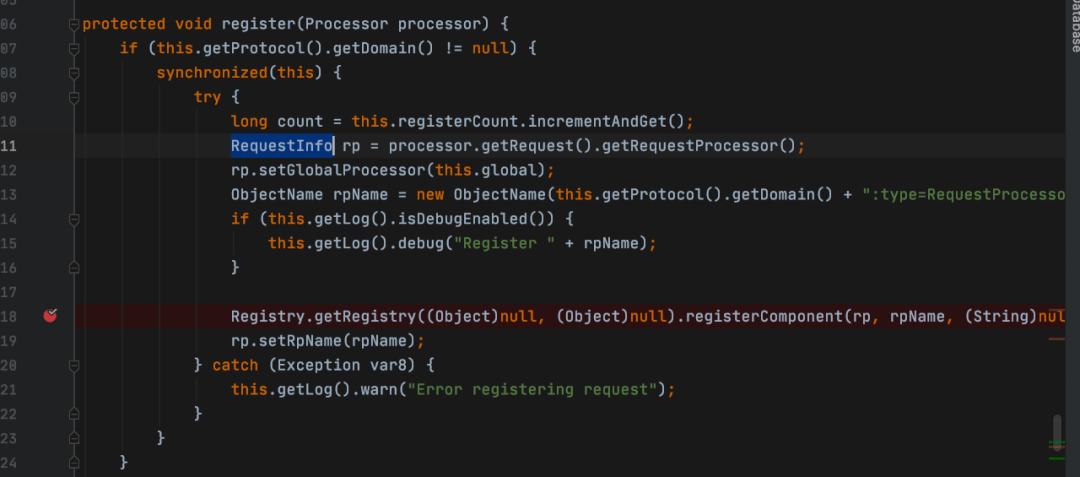 05
06 protected void register(Processor processor) {
07 if (this.getProtocol().getDomain() != null) {
08 synchronized(this) {
09 try {
10 long count = this.registerCount.incrementAndGet();
11 RequestInfo rp = processor.getRequest().getRequestProcessor();
12 rp.setGlobalProcessor(this.global);
13 ObjectName rpName = new ObjectName(this.getProtocol().getDomain() + ":type=RequestProcesso
14 if (this.getLog().isDebugEnabled()) {
15 this.getLog().debug("Register " + rpName);
16 }
17
18 Registry.getRegistry((Object)null, (Object)null).registerComponent(rp, rpName, (String)nul
19 rp.setRpName(rpName);
20 } catch (Exception var8) {
21 this.getLog().warn("Error registering request");
22 }
23 }
24 }
Database